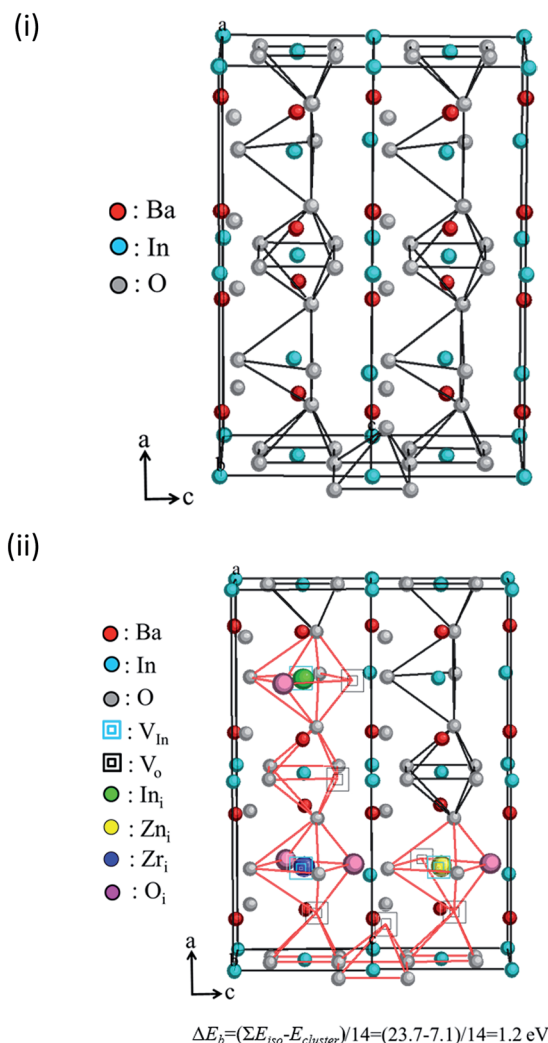 (i)
a
: Ba
: In
: O
c
b
a
c
(ii)
a
: Ba
: In
: O
: V_In
: V_o
: In_i
: Zn_i
: Zr_i
: O_i
b
a
c
ΔE_b=(ΣE_iso-E_cluster)/14=(23.7-7.1)/14=1.2 eV